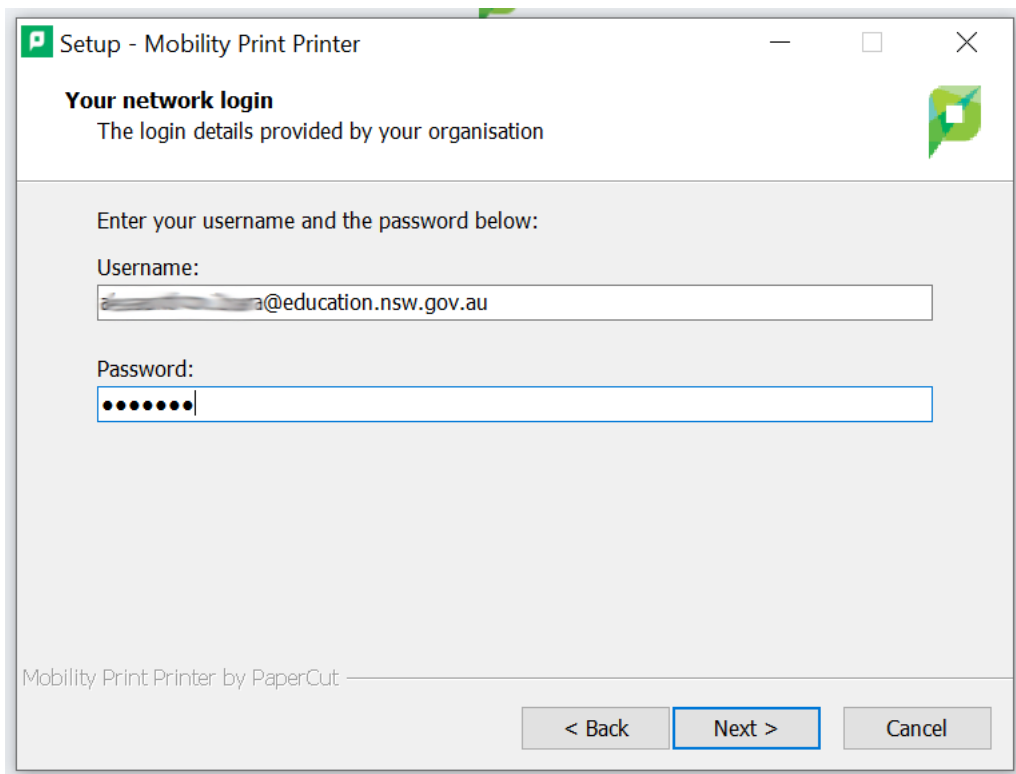 Setup - Mobility Print Printer
Your network login
The login details provided by your organisation
Enter your username and the password below:
Username:
@education.nsw.gov.au
Password:
Mobility Print Printer by PaperCut
< Back
Next >
Cancel